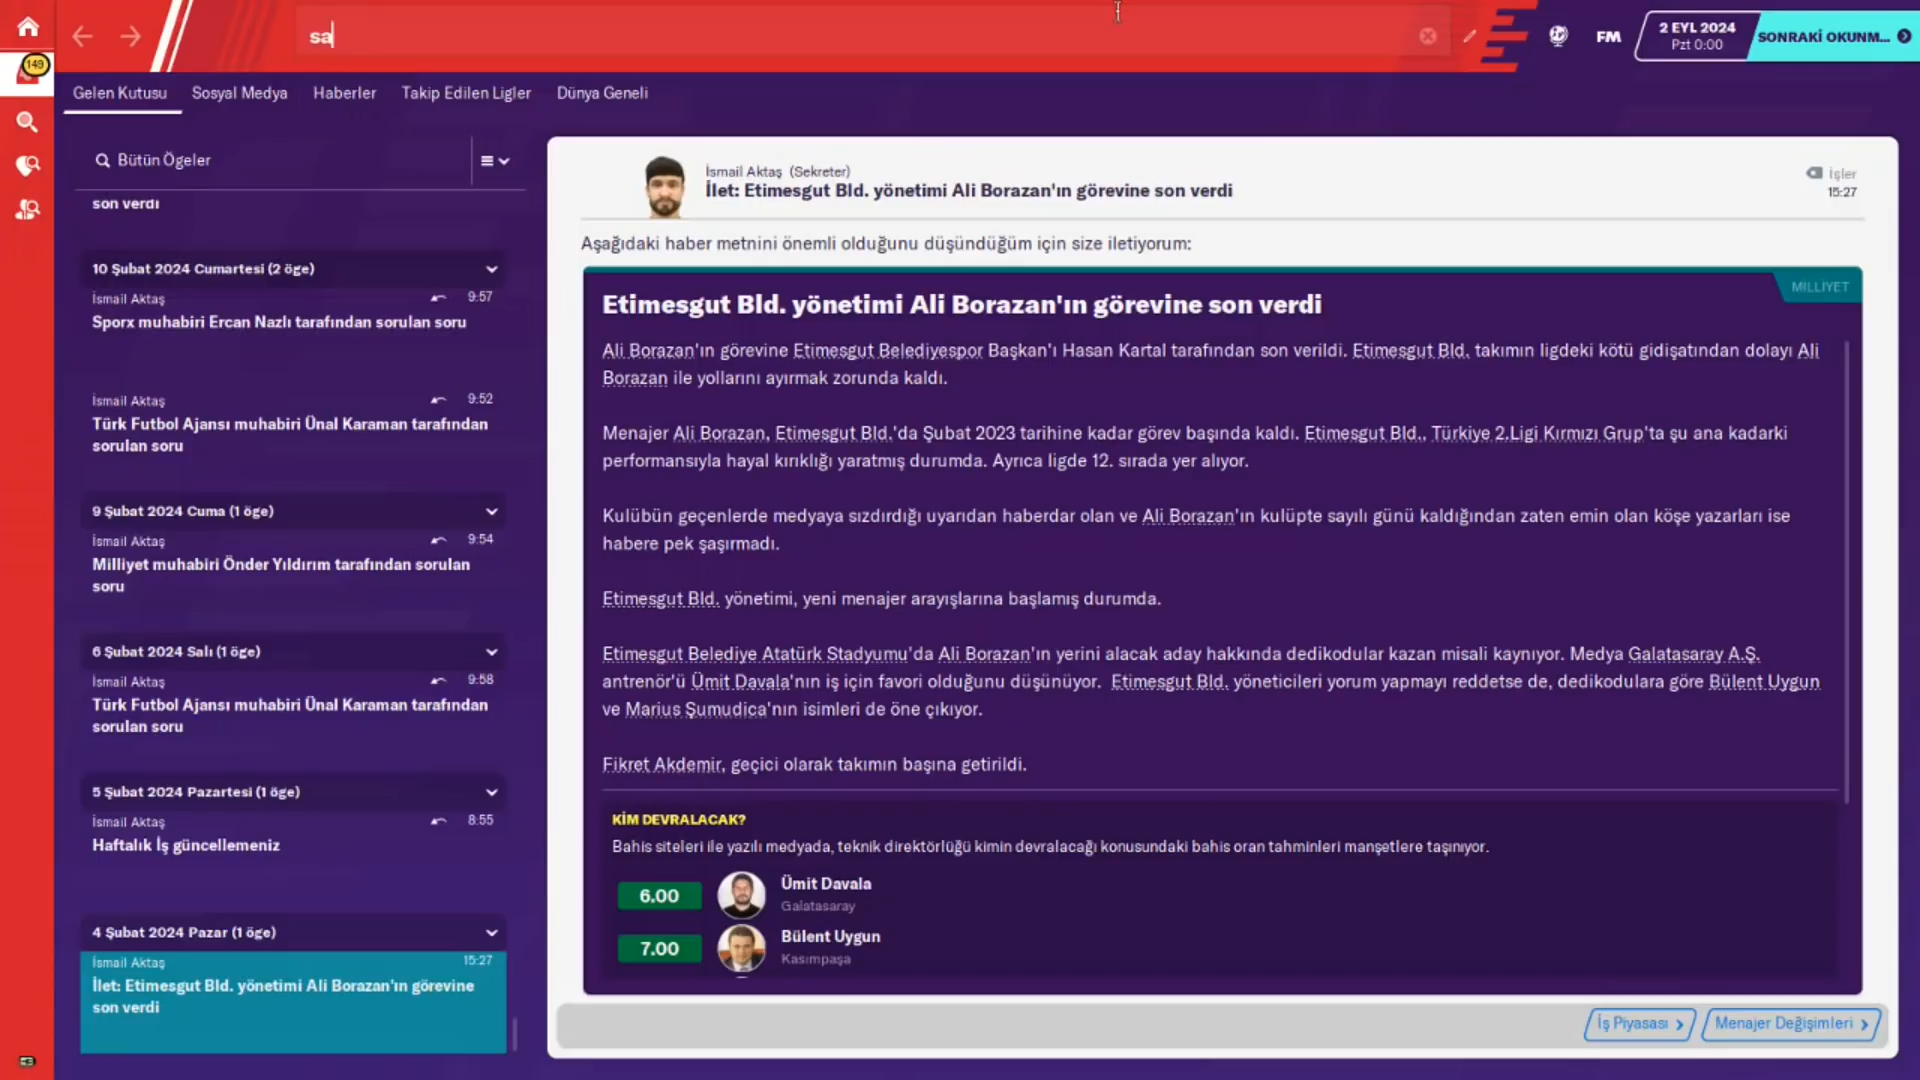 sa
FM
2 EYL 2024
Pzt 0:00
SONRAKİ OKUNM...
149
Gelen Kutusu
Sosyal Medya
Haberler
Takip Edilen Ligler
Dünya Geneli
Bütün Ögeler
son verdi
10 Şubat 2024 Cumartesi (2 öge)
İsmail Aktaş
9:57
Sporx muhabiri Ercan Nazlı tarafından sorulan soru
İsmail Aktaş
9:52
Türk Futbol Ajansı muhabiri Ünal Karaman tarafından
sorulan soru
9 Şubat 2024 Cuma (1 öge)
İsmail Aktaş
9:54
Milliyet muhabiri Önder Yıldırım tarafından sorulan
soru
6 Şubat 2024 Salı (1 öge)
İsmail Aktaş
9:58
Türk Futbol Ajansı muhabiri Ünal Karaman tarafından
sorulan soru
5 Şubat 2024 Pazartesi (1 öge)
İsmail Aktaş
8:55
Haftalık İş güncellemeniz
4 Şubat 2024 Pazar (1 öge)
İsmail Aktaş
15:27
İlet: Etimesgut Bld. yönetimi Ali Borazan'ın görevine
son verdi
İsmail Aktaş (Sekreter)
İlet: Etimesgut Bld. yönetimi Ali Borazan'ın görevine son verdi
İşler
15:27
Aşağıdaki haber metnini önemli olduğunu düşündüğüm için size iletiyorum:
MILLIYET
Etimesgut Bld. yönetimi Ali Borazan'ın görevine son verdi
Ali Borazan'ın görevine Etimesgut Belediyespor Başkan'ı Hasan Kartal tarafından son verildi. Etimesgut Bld. takımın ligdeki kötü gidişatından dolayı Ali
Borazan ile yollarını ayırmak zorunda kaldı.
Menajer Ali Borazan, Etimesgut Bld.'da Şubat 2023 tarihine kadar görev başında kaldı. Etimesgut Bld., Türkiye 2.Ligi Kırmızı Grup'ta şu ana kadarki
performansıyla hayal kırıklığı yaratmış durumda. Ayrıca ligde 12. sırada yer alıyor.
Kulübün geçenlerde medyaya sızdırdığı uyarıdan haberdar olan ve Ali Borazan'ın kulüpte sayılı günü kaldığından zaten emin olan köşe yazarları ise
habere pek şaşırmadı.
Etimesgut Bld. yönetimi, yeni menajer arayışlarına başlamış durumda.
Etimesgut Belediye Atatürk Stadyumu'da Ali Borazan'ın yerini alacak aday hakkında dedikodular kazan misali kaynıyor. Medya Galatasaray A.Ş.
antrenör'ü Ümit Davala'nın iş için favori olduğunu düşünüyor. Etimesgut Bld. yöneticileri yorum yapmayı reddetse de, dedikodulara göre Bülent Uygun
ve Marius Şumudica'nın isimleri de öne çıkıyor.
Fikret Akdemir, geçici olarak takımın başına getirildi.
KİM DEVRALACAK?
Bahis siteleri ile yazılı medyada, teknik direktörlüğü kimin devralacağı konusundaki bahis oran tahminleri manşetlere taşınıyor.
6.00
Ümit Davala
Galatasaray
7.00
Bülent Uygun
Kasımpaşa
İş Piyasası
Menajer Değişimleri